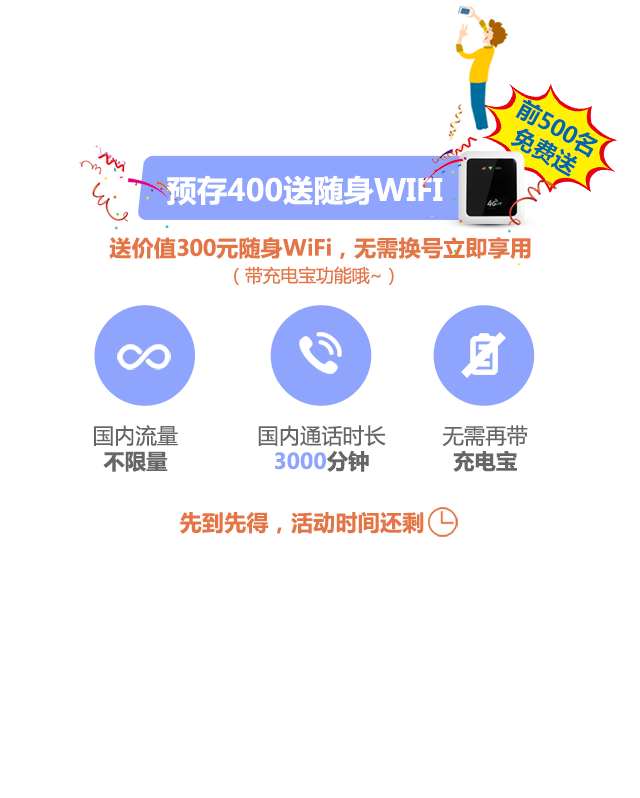 前500名
免费送
预存400送随身WIFI
4G
送价值300元随身WiFi，无需换号立即享用
（带充电宝功能哦~）
国内流量
不限量
国内通话时长
3000分钟
无需再带
充电宝
先到先得，活动时间还剩